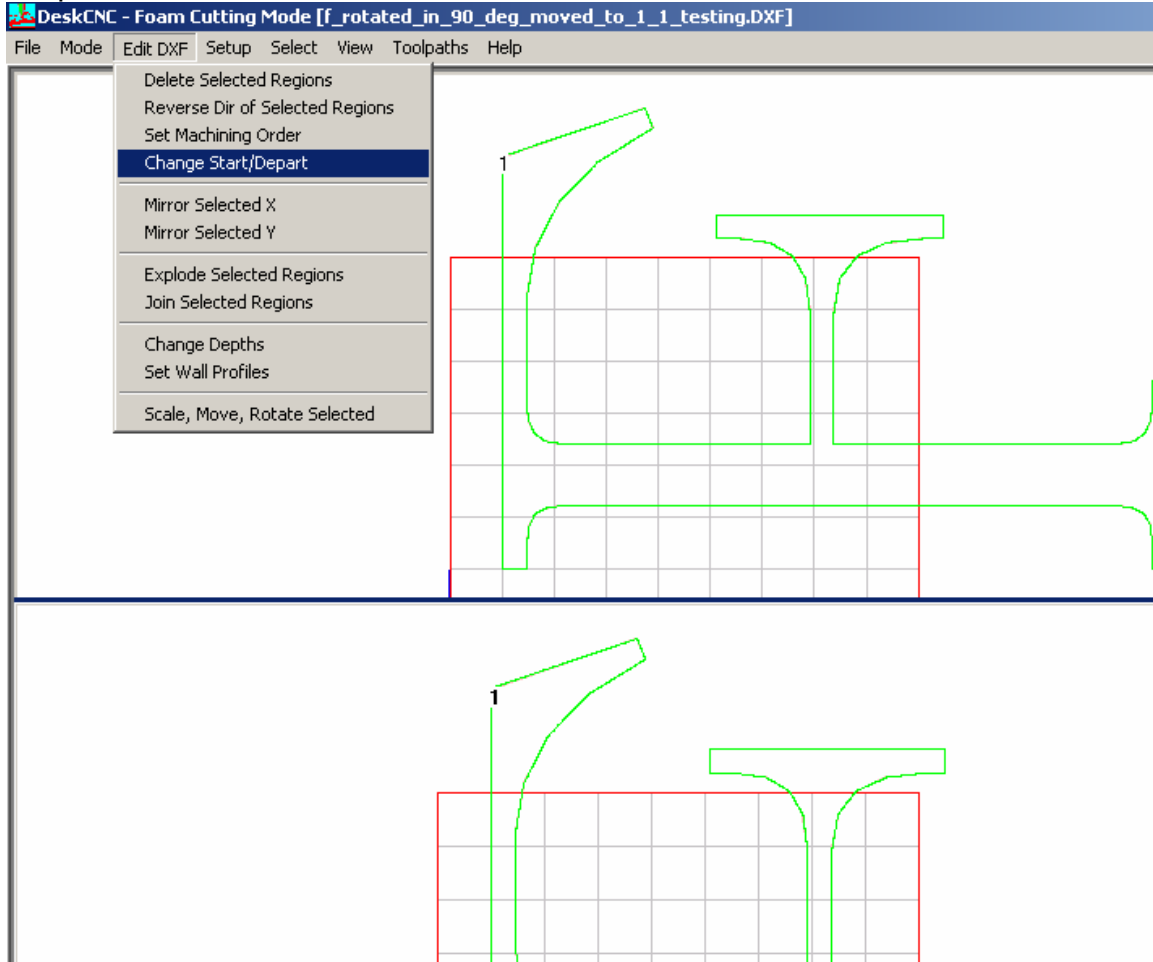 DeskCNC - Foam Cutting Mode [f_rotated_in_90_deg_moved_to_1_1_testing.DXF]
File Mode Edit DXF Setup Select View Toolpaths Help
Delete Selected Regions
Reverse Dir of Selected Regions
Set Machining Order
Change Start/Depart
Mirror Selected X
Mirror Selected Y
Explode Selected Regions
Join Selected Regions
Change Depths
Set Wall Profiles
Scale, Move, Rotate Selected
1
1